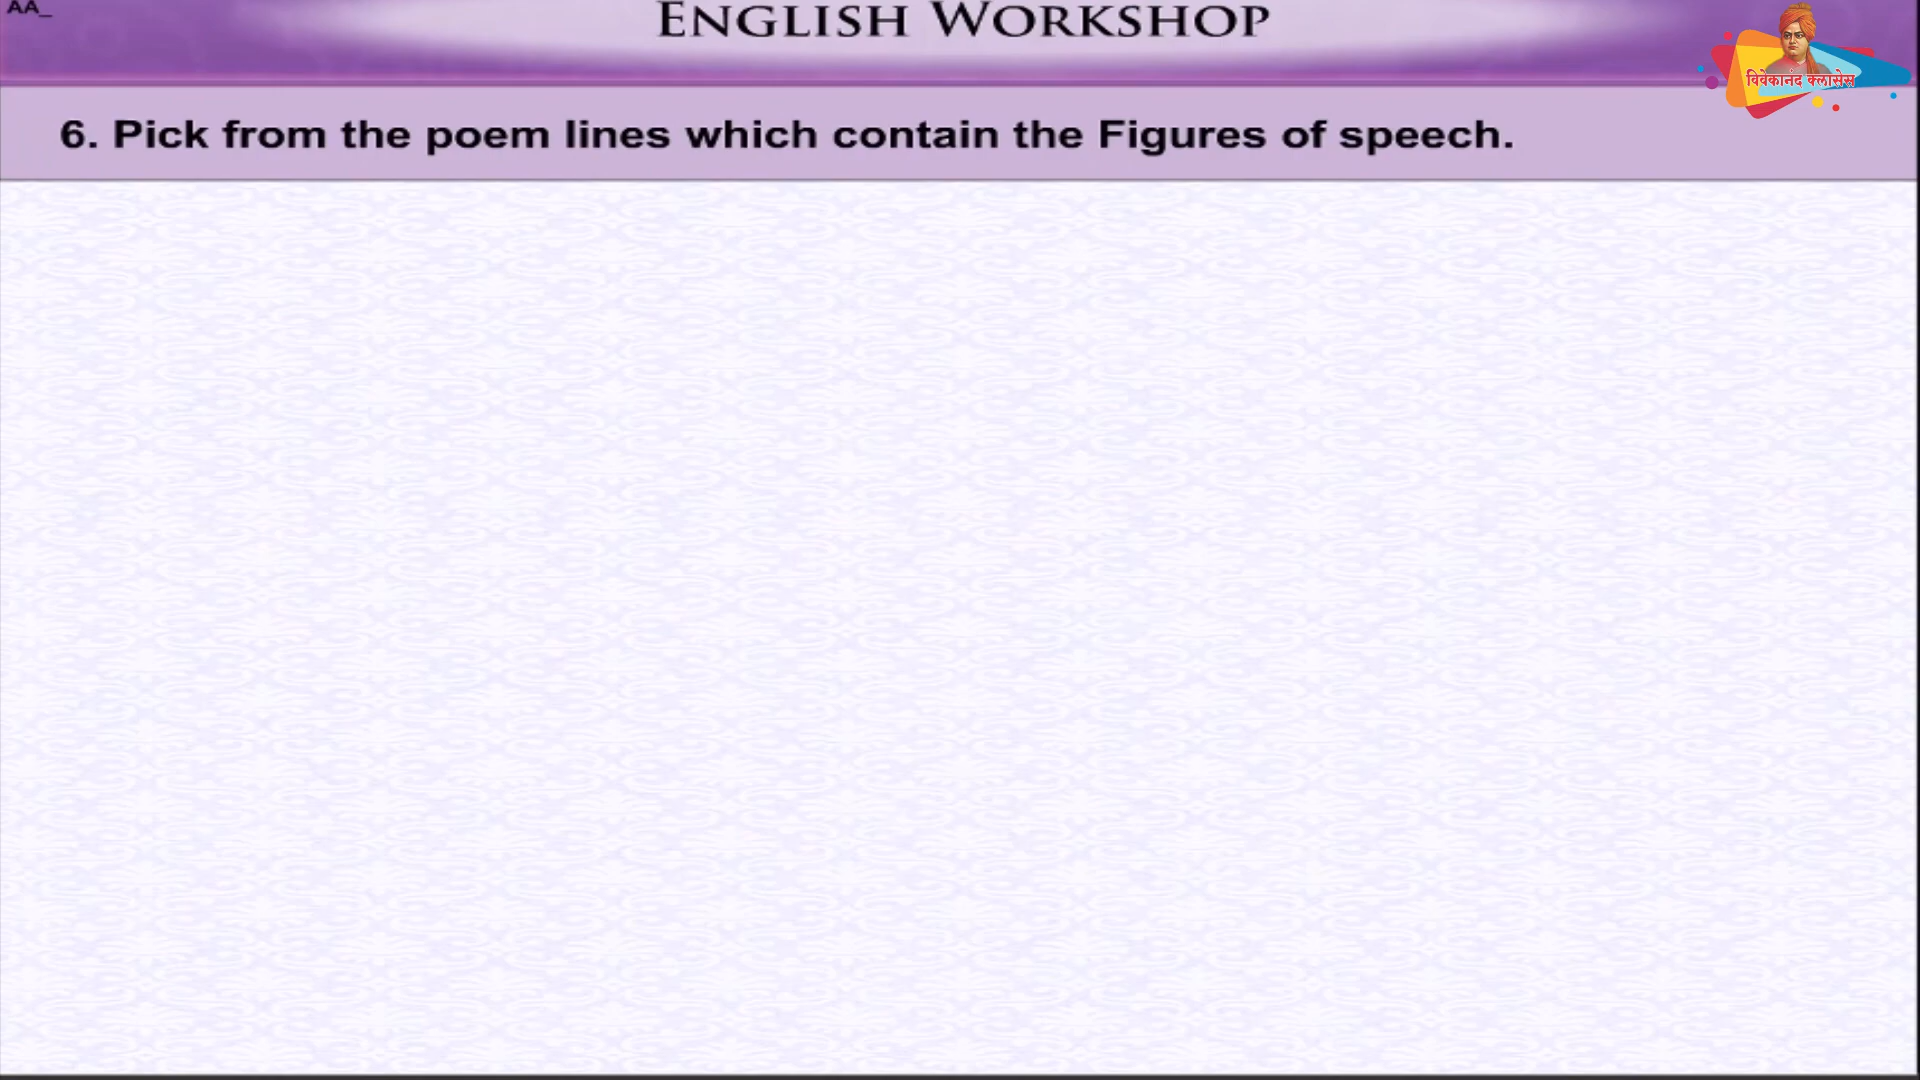 AA_
ENGLISH WORKSHOP
विवेकानंद क्लासेस
6. Pick from the poem lines which contain the Figures of speech.